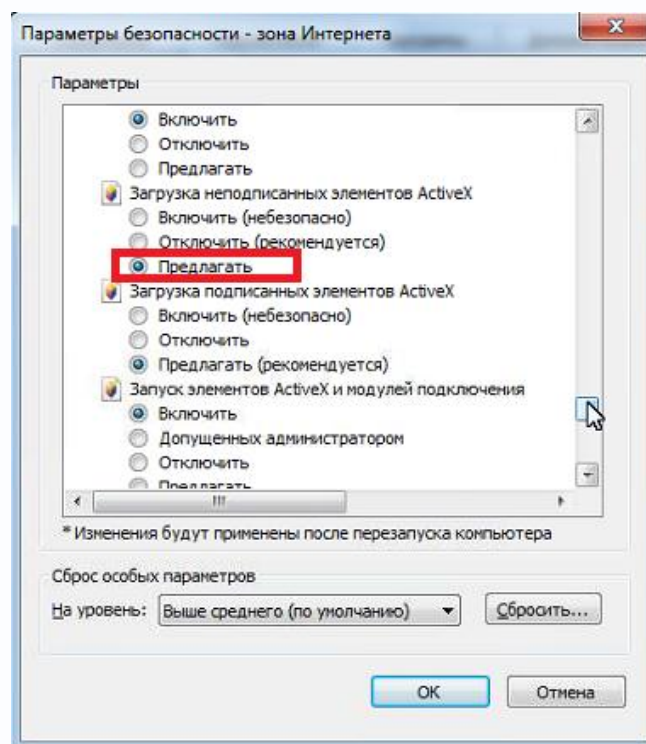 Параметры безопасности - зона Интернета
Параметры
Включить
Отключить
Предлагать
Загрузка неподписанных элементов ActiveX
Включить (небезопасно)
Отключить (рекомендуется)
Предлагать
Загрузка подписанных элементов ActiveX
Включить (небезопасно)
Отключить
Предлагать (рекомендуется)
Запуск элементов ActiveX и модулей подключения
Включить
Допущенных администратором
Отключить
Предлагать
* Изменения будут применены после перезапуска компьютера
Сброс особых параметров
На уровень: Выше среднего (по умолчанию) Сбросить...
ОК Отмена